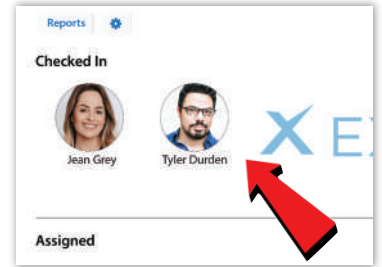 Reports
Checked In
Jean Grey Tyler Durden
X E
Assigned